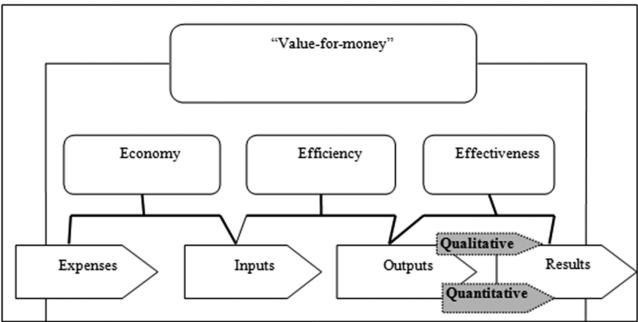 “Value-for-money”
Economy
Efficiency
Effectiveness
Expenses
Inputs
Outputs
Qualitative
Quantitative
Results